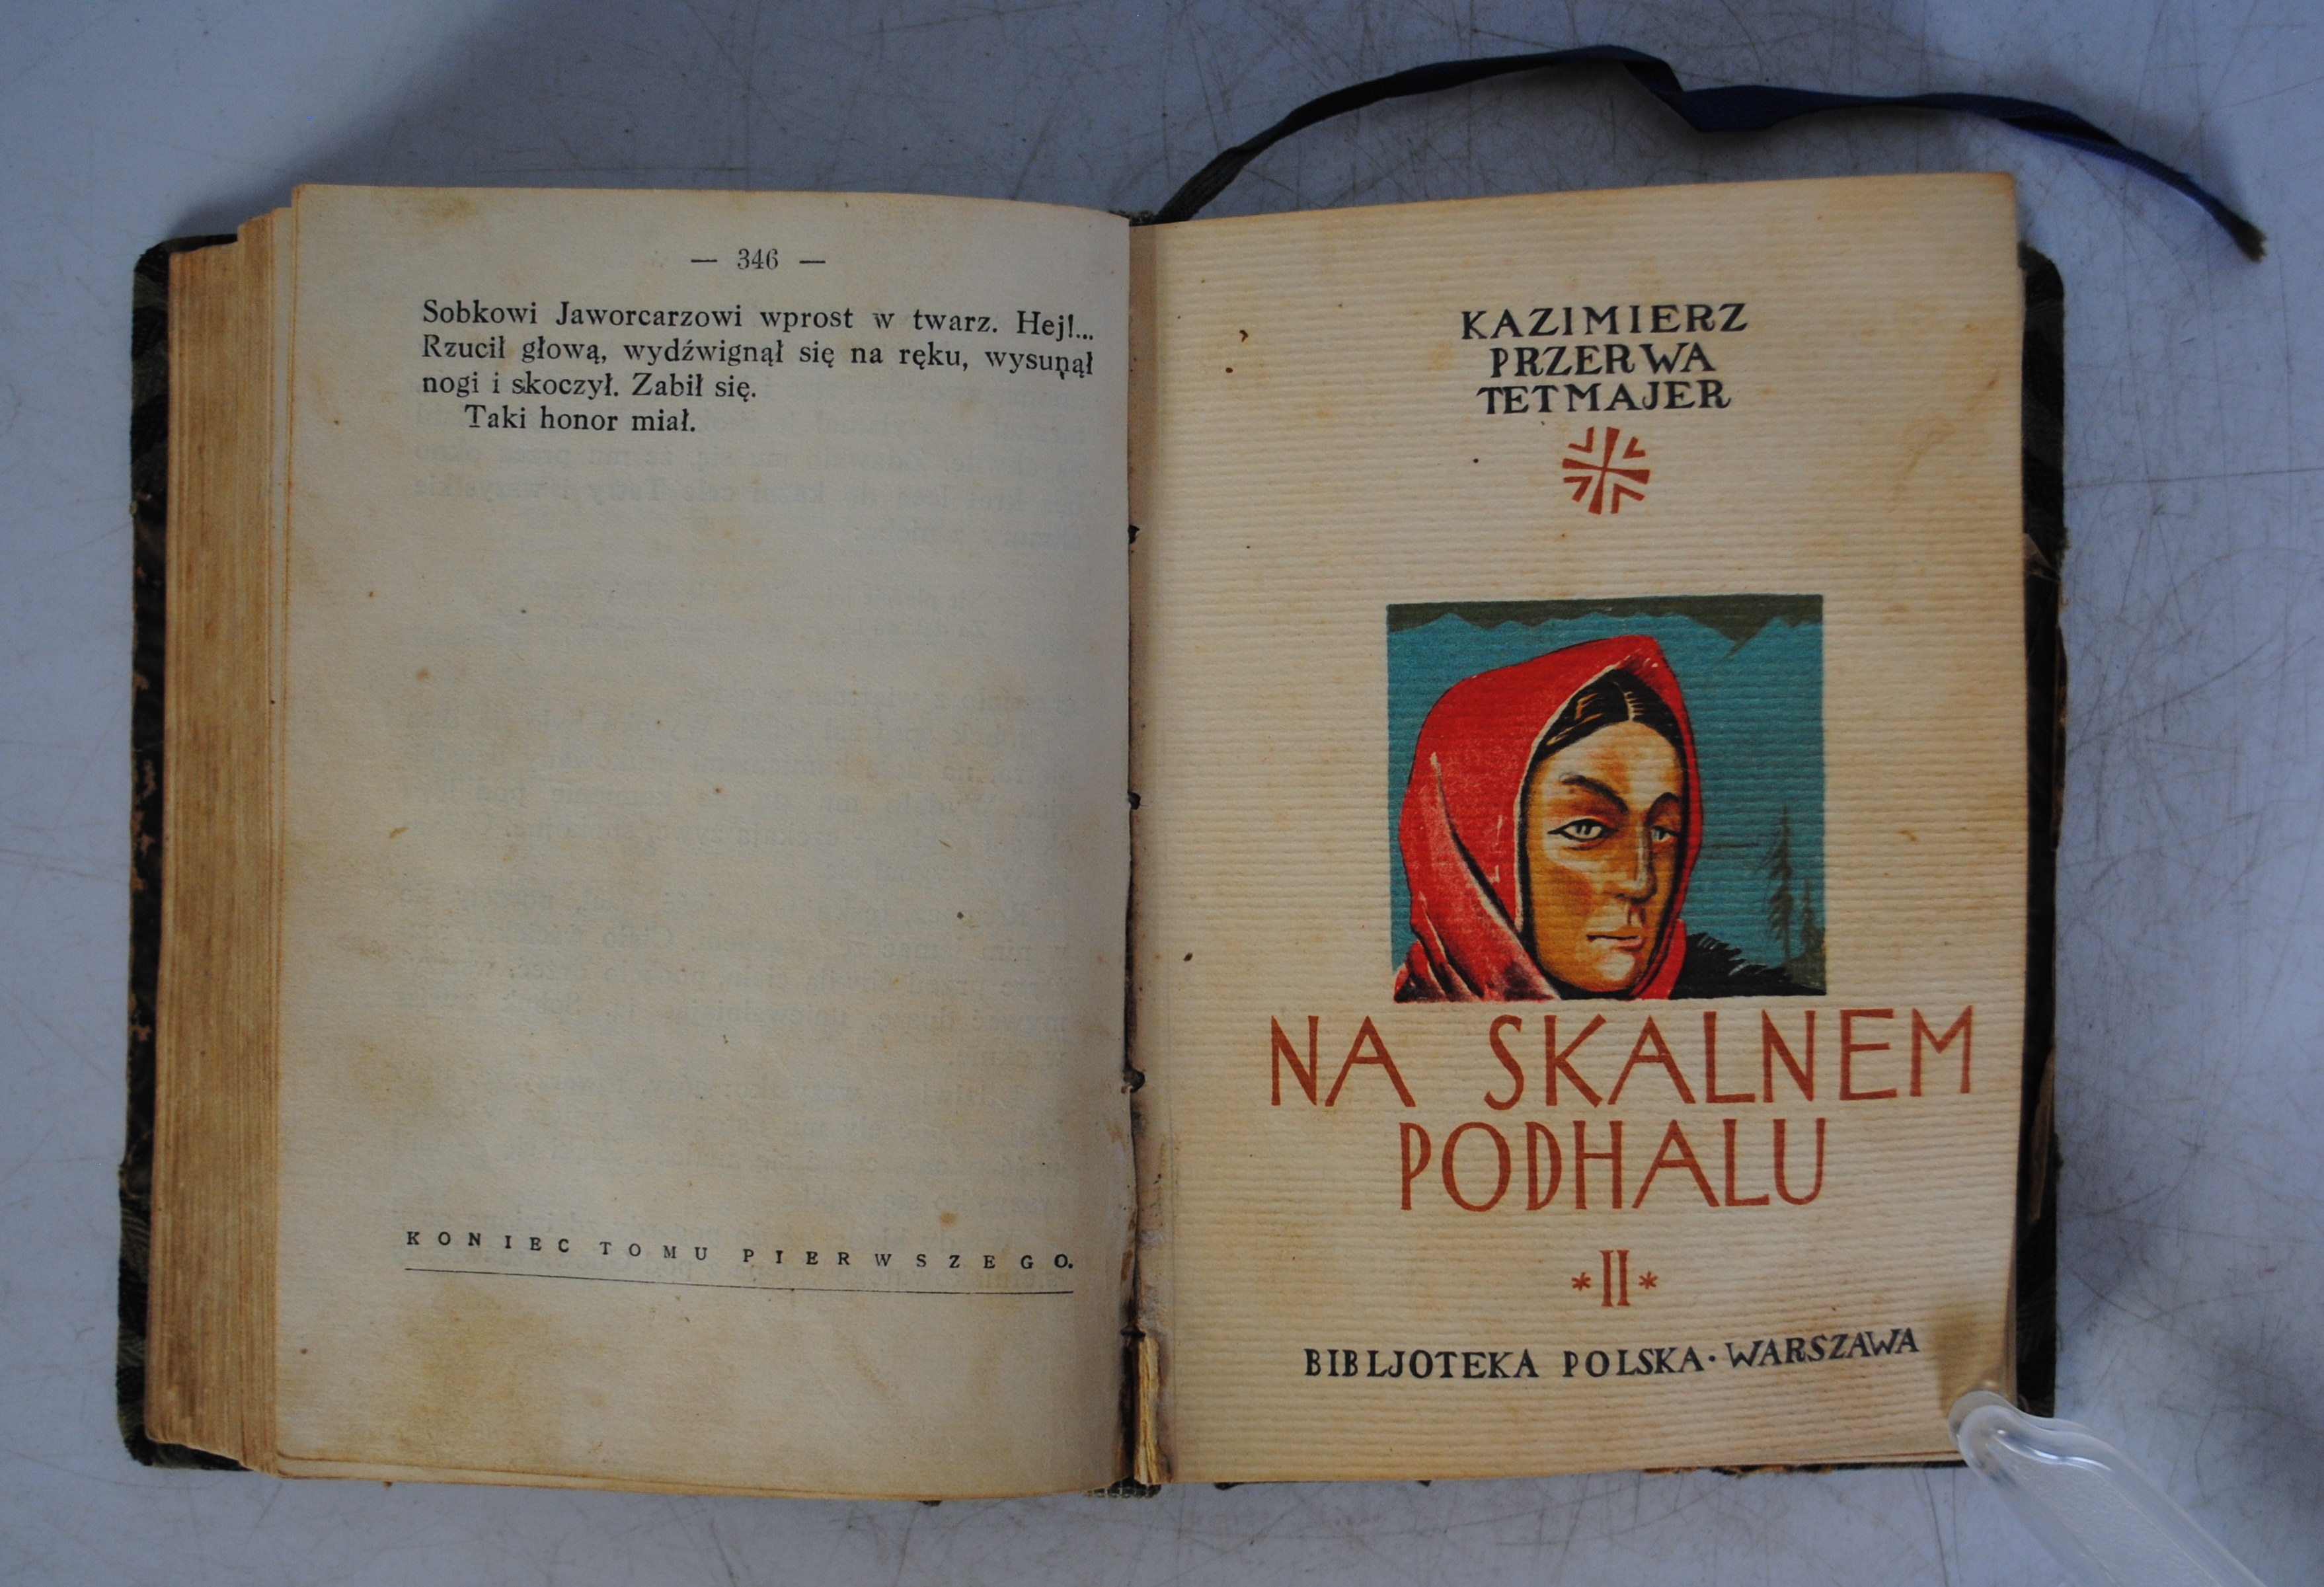 — 346 —
Sobkowi Jaworcarzowi wprost w twarz. Hej!...
Rzucił głową, wydźwignął się na ręku, wysunął
nogi i skoczył. Zabił się.
Taki honor miał.
KONIEC TOMU PIERWSZEGO.
KAZIMIERZ
PRZERWA
TETMAJER
NA SKALNEM
PODHALU
*II*
BIBLJOTEKA POLSKA·WARSZAWA